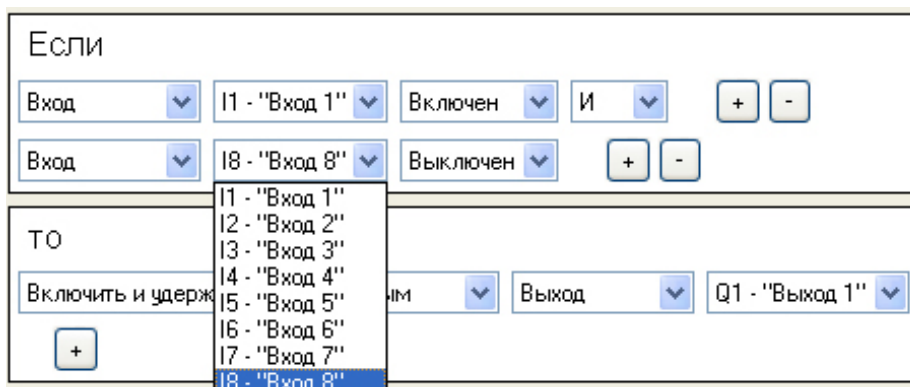 Если
Вход I1 - "Вход 1" Включен И + -
Вход I8 - "Вход 8" Выключен + -
I1 - "Вход 1"
I2 - "Вход 2"
то
I3 - "Вход 3"
I4 - "Вход 4"
Включить и Выход Q1 - "Выход 1"
I5 - "Вход 5"
I6 - "Вход 6"
+
I7 - "Вход 7"
I8 - "Вход 8"